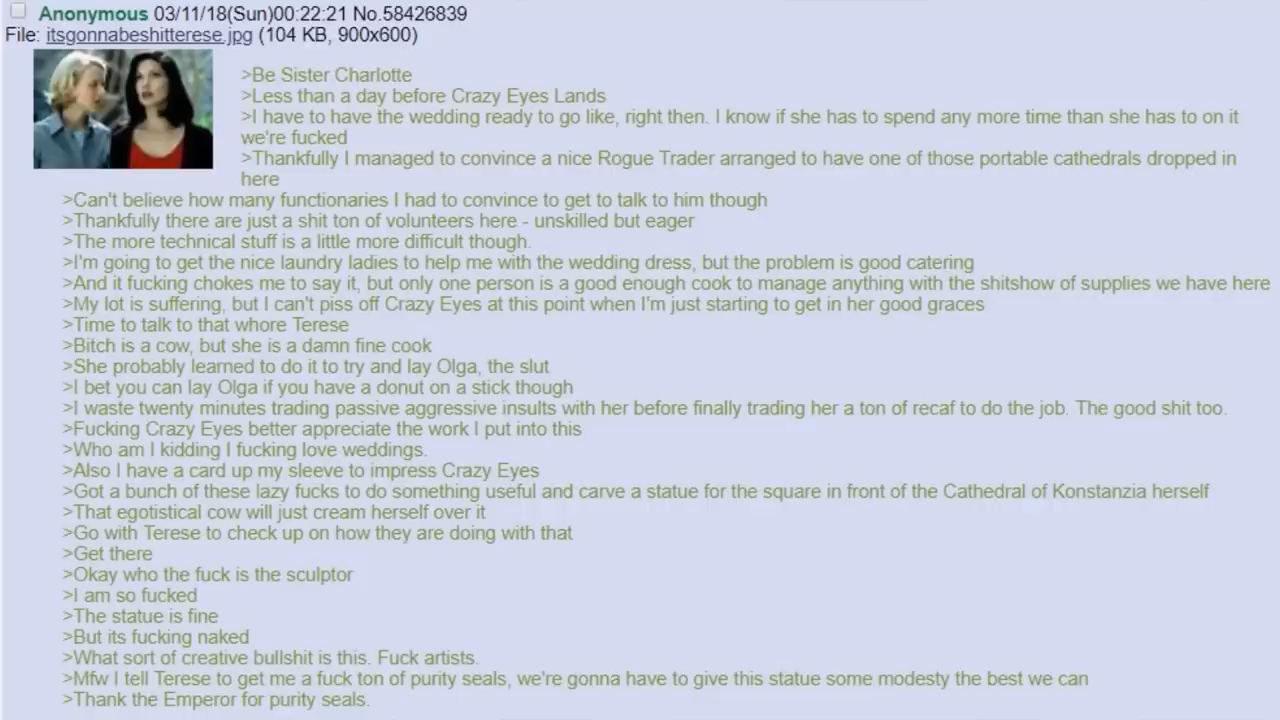 Anonymous 03/11/18(Sun)00:22:21 No.58426839
File: itsgonnabeshitterese.jpg (104 KB, 900x600)
>Be Sister Charlotte
>Less than a day before Crazy Eyes Lands
>I have to have the wedding ready to go like, right then. I know if she has to spend any more time than she has to on it
we're fucked
>Thankfully I managed to convince a nice Rogue Trader arranged to have one of those portable cathedrals dropped in
here
>Can't believe how many functionaries I had to convince to get to talk to him though
>Thankfully there are just a shit ton of volunteers here - unskilled but eager
>The more technical stuff is a little more difficult though.
>I'm going to get the nice laundry ladies to help me with the wedding dress, but the problem is good catering
>And it fucking chokes me to say it, but only one person is a good enough cook to manage anything with the shitshow of supplies we have here
>My lot is suffering, but I can't piss off Crazy Eyes at this point when I'm just starting to get in her good graces
>Time to talk to that whore Terese
>Bitch is a cow, but she is a damn fine cook
>She probably learned to do it to try and lay Olga, the slut
>I bet you can lay Olga if you have a donut on a stick though
>I waste twenty minutes trading passive aggressive insults with her before finally trading her a ton of recaf to do the job. The good shit too.
>Fucking Crazy Eyes better appreciate the work I put into this
>Who am I kidding I fucking love weddings.
>Also I have a card up my sleeve to impress Crazy Eyes
>Got a bunch of these lazy fucks to do something useful and carve a statue for the square in front of the Cathedral of Konstanzia herself
>That egotistical cow will just cream herself over it
>Go with Terese to check up on how they are doing with that
>Get there
>Okay who the fuck is the sculptor
>I am so fucked
>The statue is fine
>But its fucking naked
>What sort of creative bullshit is this. Fuck artists.
>Mfw I tell Terese to get me a fuck ton of purity seals, we're gonna have to give this statue some modesty the best we can
>Thank the Emperor for purity seals.